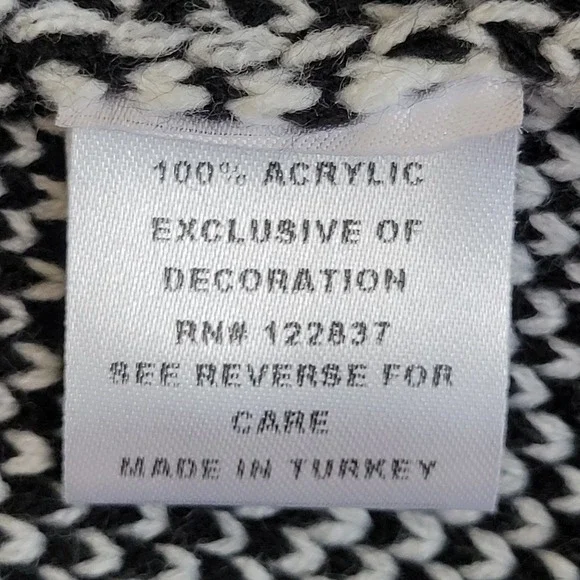 100% ACRYLIC
EXCLUSIVE OF
DECORATION
RN# 122837
SEE REVERSE FOR
CARE
MADE IN TURKEY